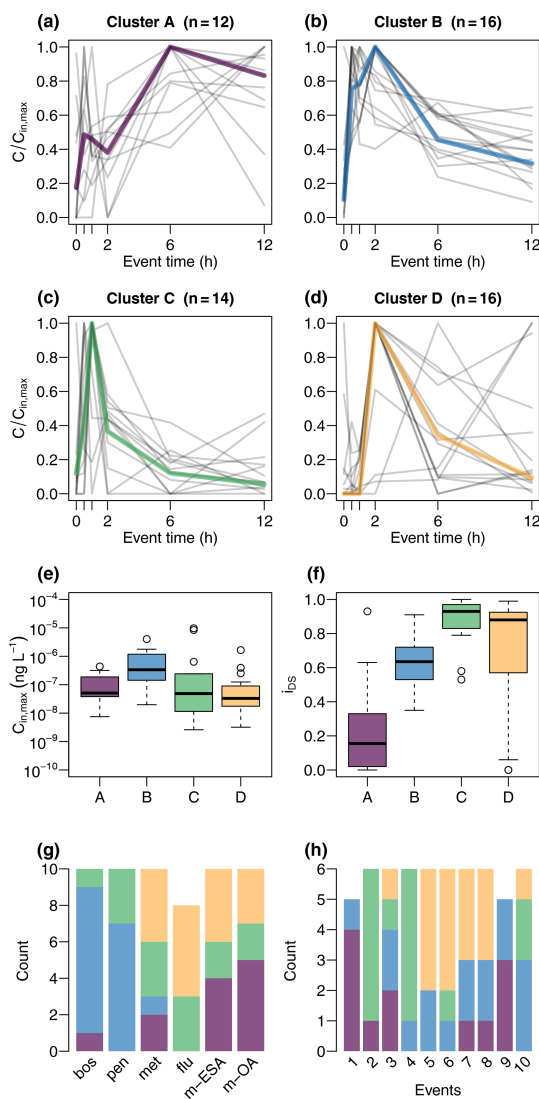 (a) Cluster A (n=12)
C/C_in,max
1.0
0.8
0.6
0.4
0.2
0.0
0 2 6 12
Event time (h)
(b) Cluster B (n=16)
1.0
0.8
0.6
0.4
0.2
0.0
0 2 6 12
Event time (h)
(c) Cluster C (n=14)
C/C_in,max
1.0
0.8
0.6
0.4
0.2
0.0
0 2 6 12
Event time (h)
(d) Cluster D (n=16)
1.0
0.8
0.6
0.4
0.2
0.0
0 2 6 12
Event time (h)
(e)
C_in,max (ng L⁻¹)
10⁻⁴
10⁻⁵
10⁻⁶
10⁻⁷
10⁻⁸
10⁻⁹
10⁻¹⁰
A B C D
(f)
i_DS
1.0
0.8
0.6
0.4
0.2
0.0
A B C D
(g)
Count
10
8
6
4
2
0
bos pen met flu m-ESA m-OA
(h)
Count
6
5
4
3
2
1
0
1 2 3 4 5 6 7 8 9 10
Events